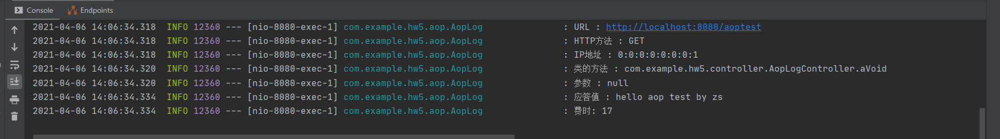 Console Endpoints
2021-04-06 14:06:34.318  INFO 12360 --- [nio-8080-exec-1] com.example.hw5.aop.AopLog               : URL : http://localhost:8080/aoptest
2021-04-06 14:06:34.318  INFO 12360 --- [nio-8080-exec-1] com.example.hw5.aop.AopLog               : HTTP方法 : GET
2021-04-06 14:06:34.318  INFO 12360 --- [nio-8080-exec-1] com.example.hw5.aop.AopLog               : IP地址 : 0:0:0:0:0:0:0:1
2021-04-06 14:06:34.320  INFO 12360 --- [nio-8080-exec-1] com.example.hw5.aop.AopLog               : 类的方法 : com.example.hw5.controller.AopLogController.aVoid
2021-04-06 14:06:34.320  INFO 12360 --- [nio-8080-exec-1] com.example.hw5.aop.AopLog               : 参数 : null
2021-04-06 14:06:34.334  INFO 12360 --- [nio-8080-exec-1] com.example.hw5.aop.AopLog               : 应答值 : hello aop test by zs
2021-04-06 14:06:34.334  INFO 12360 --- [nio-8080-exec-1] com.example.hw5.aop.AopLog               : 费时: 17